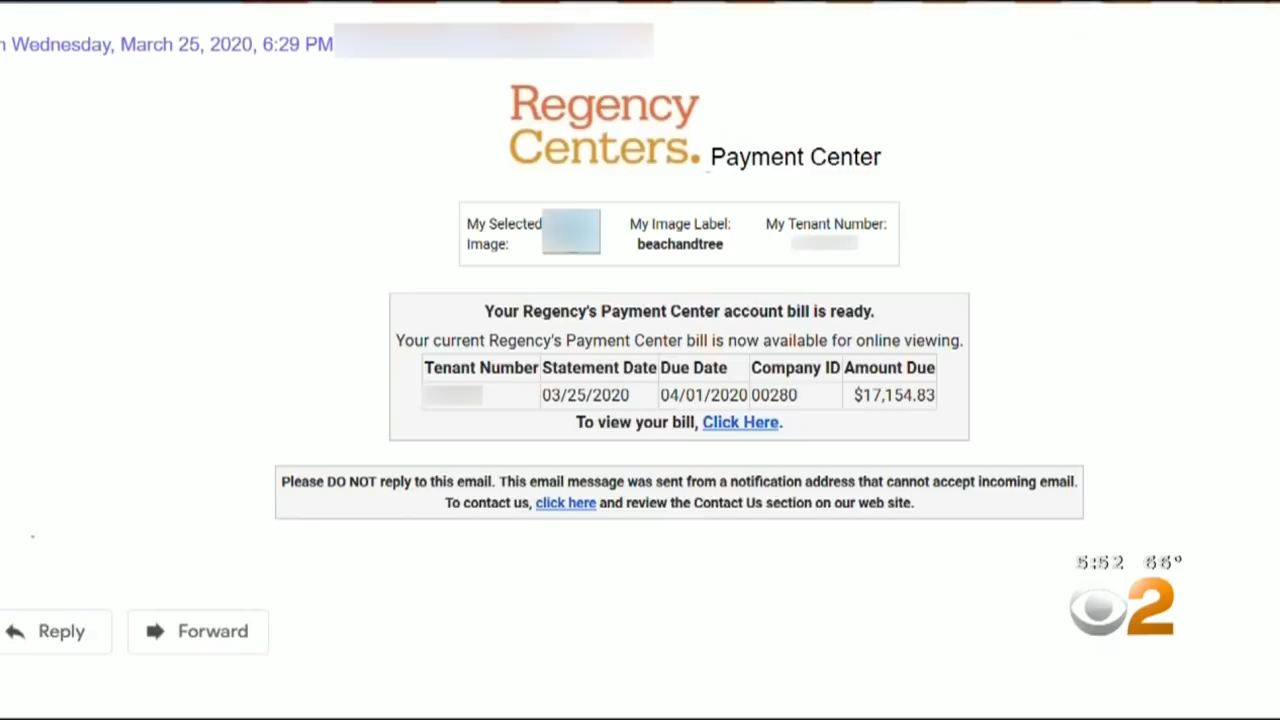 Wednesday, March 25, 2020, 6:29 PM
Regency
Centers.
Payment Center
My Selected
Image:
My Image Label:
beachandtree
My Tenant Number:
Your Regency's Payment Center account bill is ready.
Your current Regency's Payment Center bill is now available for online viewing.
Tenant Number Statement Date Due Date Company ID Amount Due
03/25/2020 04/01/2020 00280 $17,154.83
To view your bill, Click Here.
Please DO NOT reply to this email. This email message was sent from a notification address that cannot accept incoming email.
To contact us, click here and review the Contact Us section on our web site.
5:52 66°
2
Reply
Forward